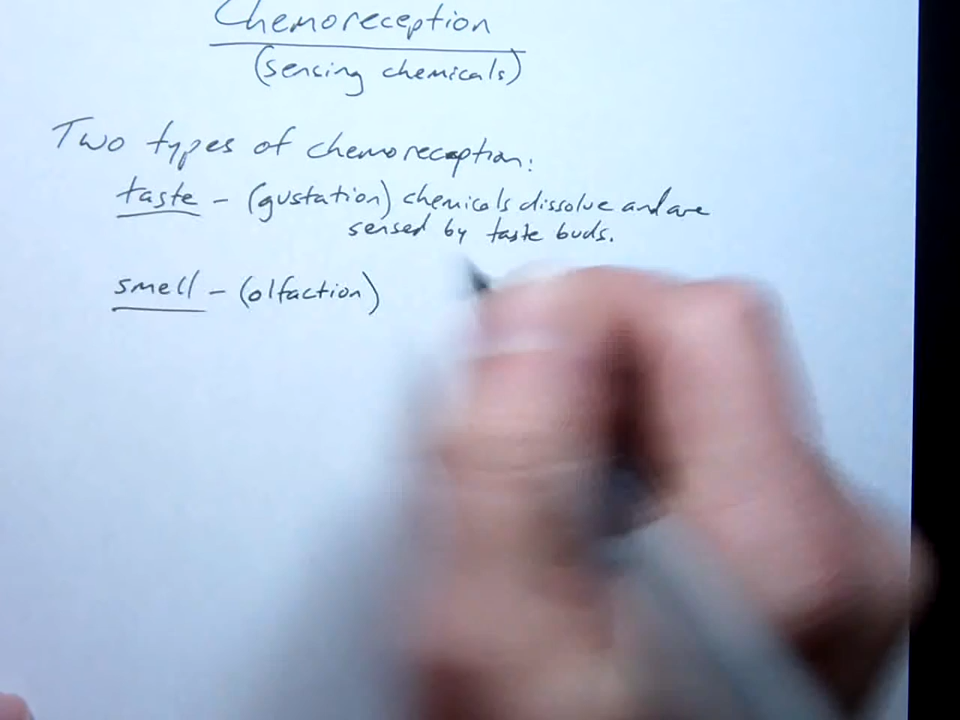 Chemoreception
(sensing chemicals)
Two types of chemoreception:
taste - (gustation) chemicals dissolve and are
sensed by taste buds.
smell - (olfaction)